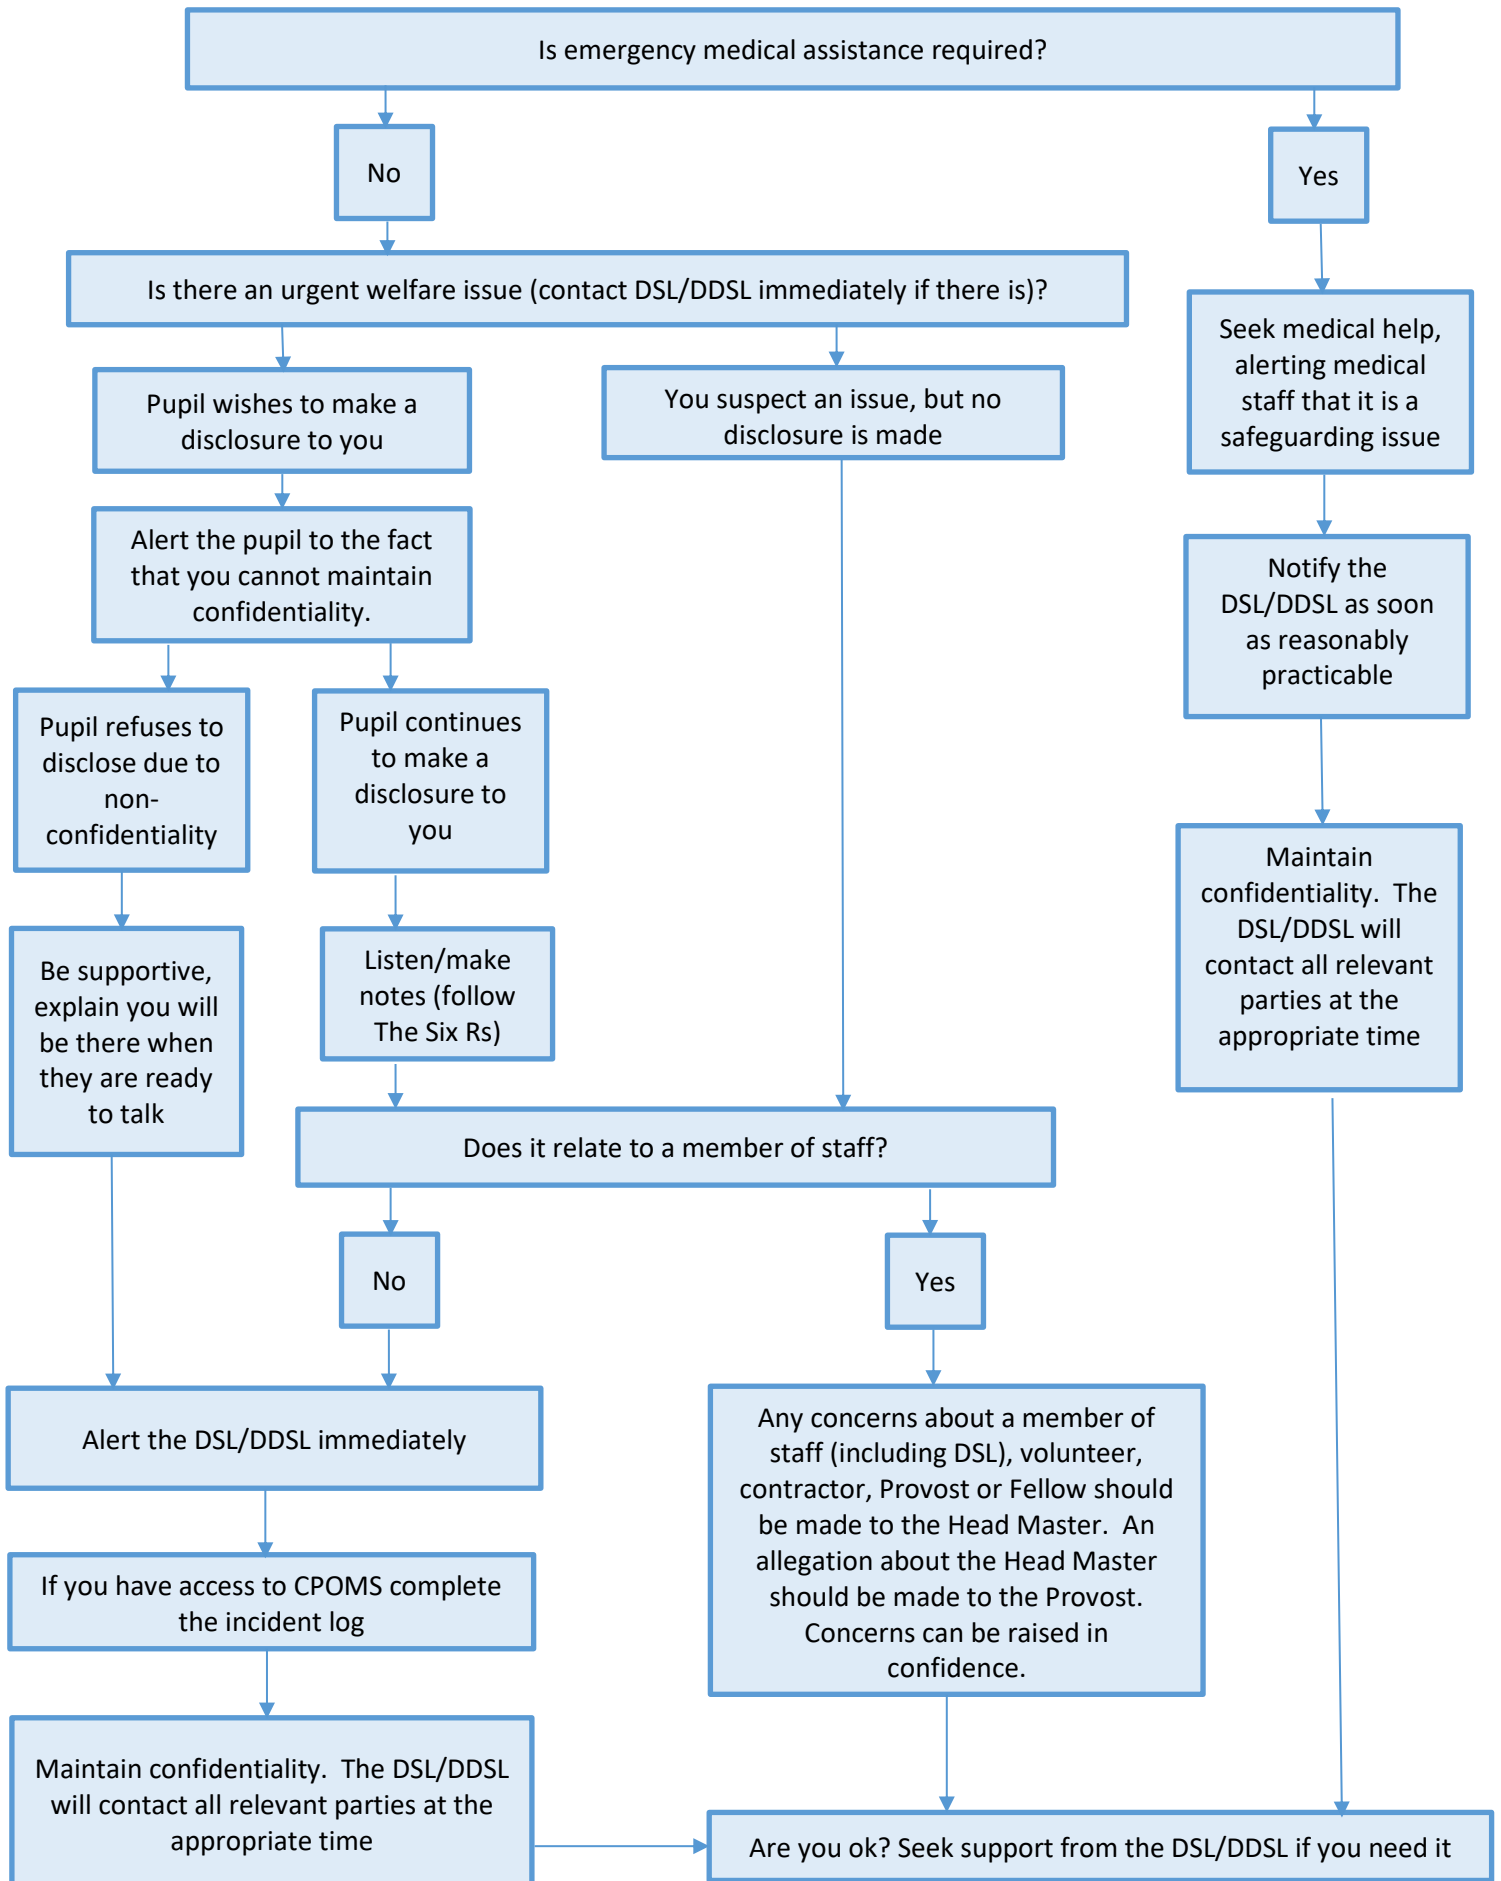 Is emergency medical assistance required?
No
Yes
Is there an urgent welfare issue (contact DSL/DDSL immediately if there is)?
Seek medical help,
alerting medical
staff that it is a
safeguarding issue
Pupil wishes to make a
disclosure to you
You suspect an issue, but no
disclosure is made
Alert the pupil to the fact
that you cannot maintain
confidentiality.
Notify the
DSL/DDSL as soon
as reasonably
practicable
Pupil refuses to
disclose due to
non-
confidentiality
Pupil continues
to make a
disclosure to
you
Maintain
confidentiality.  The
DSL/DDSL will
contact all relevant
parties at the
appropriate time
Be supportive,
explain you will
be there when
they are ready
to talk
Listen/make
notes (follow
The Six Rs)
Does it relate to a member of staff?
No
Yes
Alert the DSL/DDSL immediately
Any concerns about a member of
staff (including DSL), volunteer,
contractor, Provost or Fellow should
be made to the Head Master.  An
allegation about the Head Master
should be made to the Provost.
Concerns can be raised in
confidence.
If you have access to CPOMS complete
the incident log
Maintain confidentiality.  The DSL/DDSL
will contact all relevant parties at the
appropriate time
Are you ok? Seek support from the DSL/DDSL if you need it